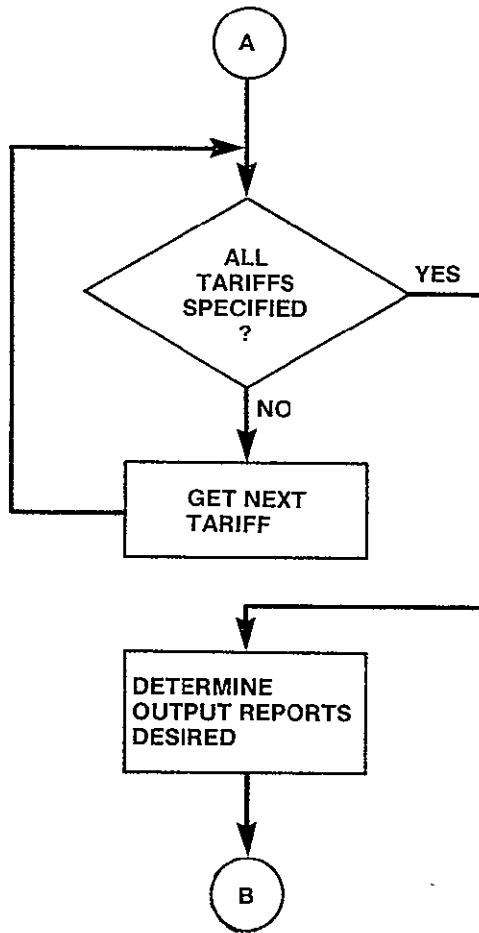 A
ALL
TARIFFS
SPECIFIED
?
YES
NO
GET NEXT
TARIFF
DETERMINE
OUTPUT REPORTS
DESIRED
B